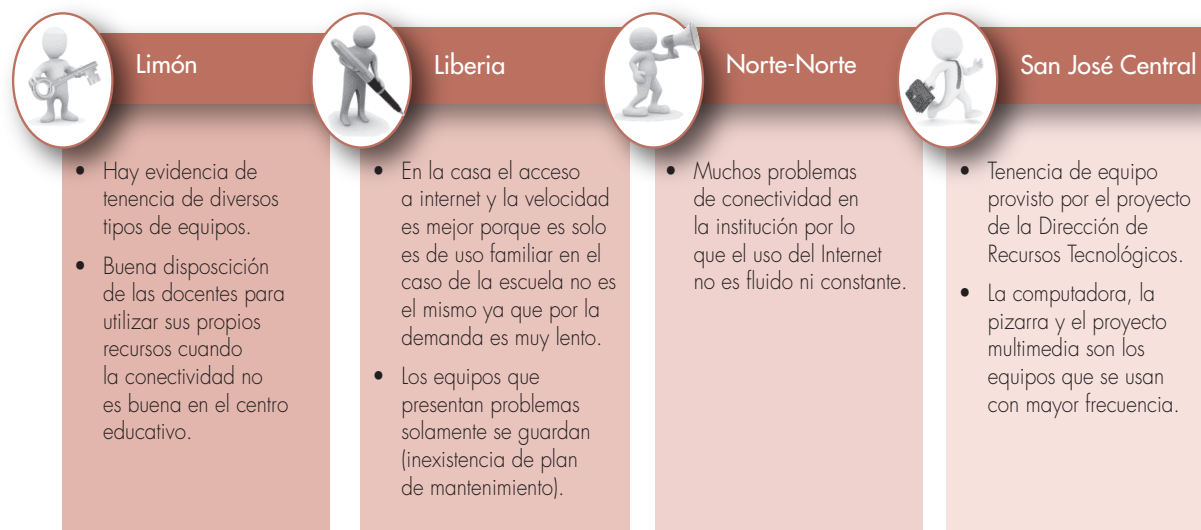 Limón
• Hay evidencia de
tenencia de diversos
tipos de equipos.
• Buena disposcición
de las docentes para
utilizar sus propios
recursos cuando
la conectividad no
es buena en el centro
educativo.
Liberia
• En la casa el acceso
a internet y la velocidad
es mejor porque es solo
es de uso familiar en el
caso de la escuela no es
el mismo ya que por la
demanda es muy lento.
• Los equipos que
presentan problemas
solamente se guardan
(inexistencia de plan
de mantenimiento).
Norte-Norte
• Muchos problemas
de conectividad en
la institución por lo
que el uso del Internet
no es fluido ni constante.
San José Central
• Tenencia de equipo
provisto por el proyecto
de la Dirección de
Recursos Tecnológicos.
• La computadora, la
pizarra y el proyecto
multimedia son los
equipos que se usan
con mayor frecuencia.